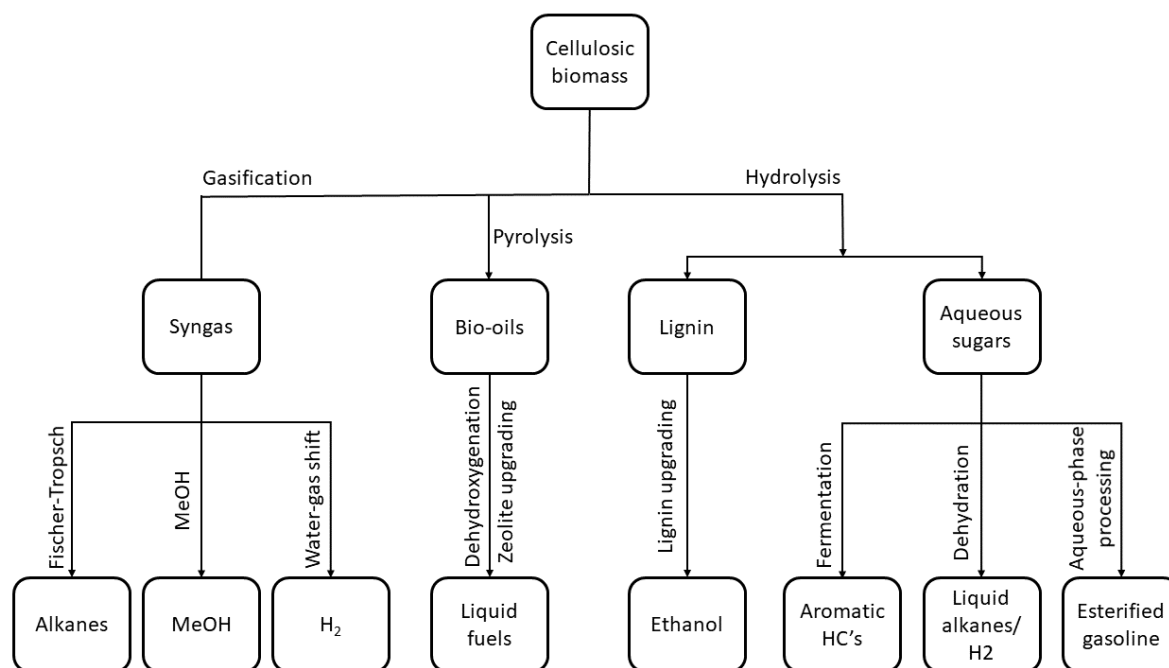 Cellulosic
biomass
Gasification
Hydrolysis
Pyrolysis
Syngas
Bio-oils
Lignin
Aqueous
sugars
Fischer-Tropsch
MeOH
Water-gas shift
Dehydroxygenation
Zeolite upgrading
Lignin upgrading
Fermentation
Dehydration
Aqueous-phase
processing
Alkanes
MeOH
H₂
Liquid
fuels
Ethanol
Aromatic
HC's
Liquid
alkanes/
H2
Esterified
gasoline